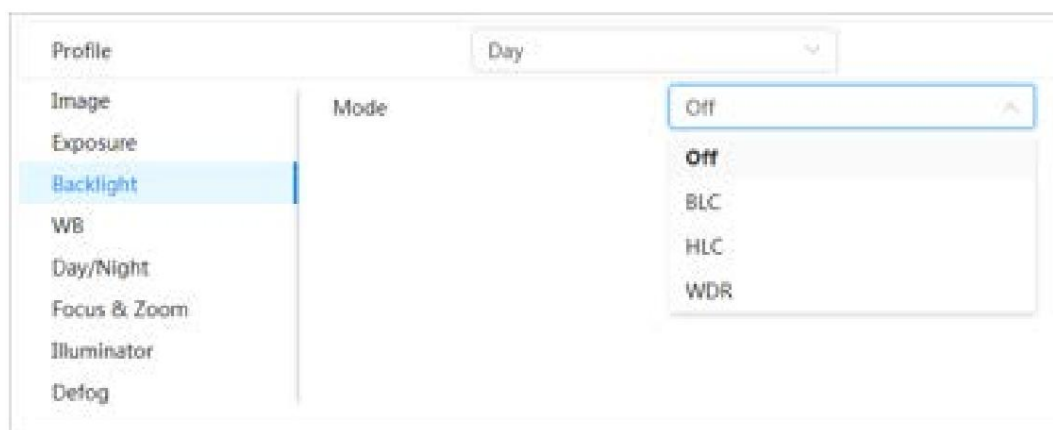 Profile
Day
Image
Exposure
Backlight
WB
Day/Night
Focus & Zoom
Illuminator
Defog
Mode
Off
Off
BLC
HLC
WDR